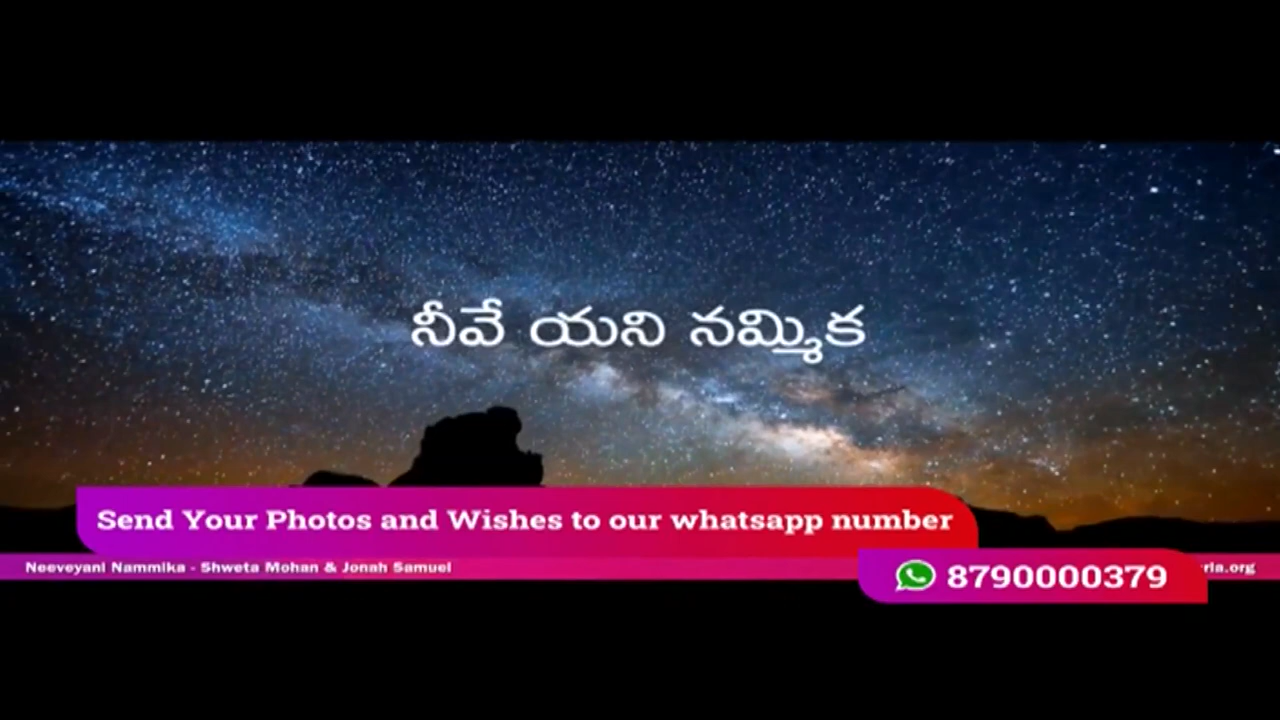 నీవే యని నమ్మిక
Send Your Photos and Wishes to our whatsapp number
Neeveyani Nammika - Shweta Mohan & Jonah Samuel
8790000379